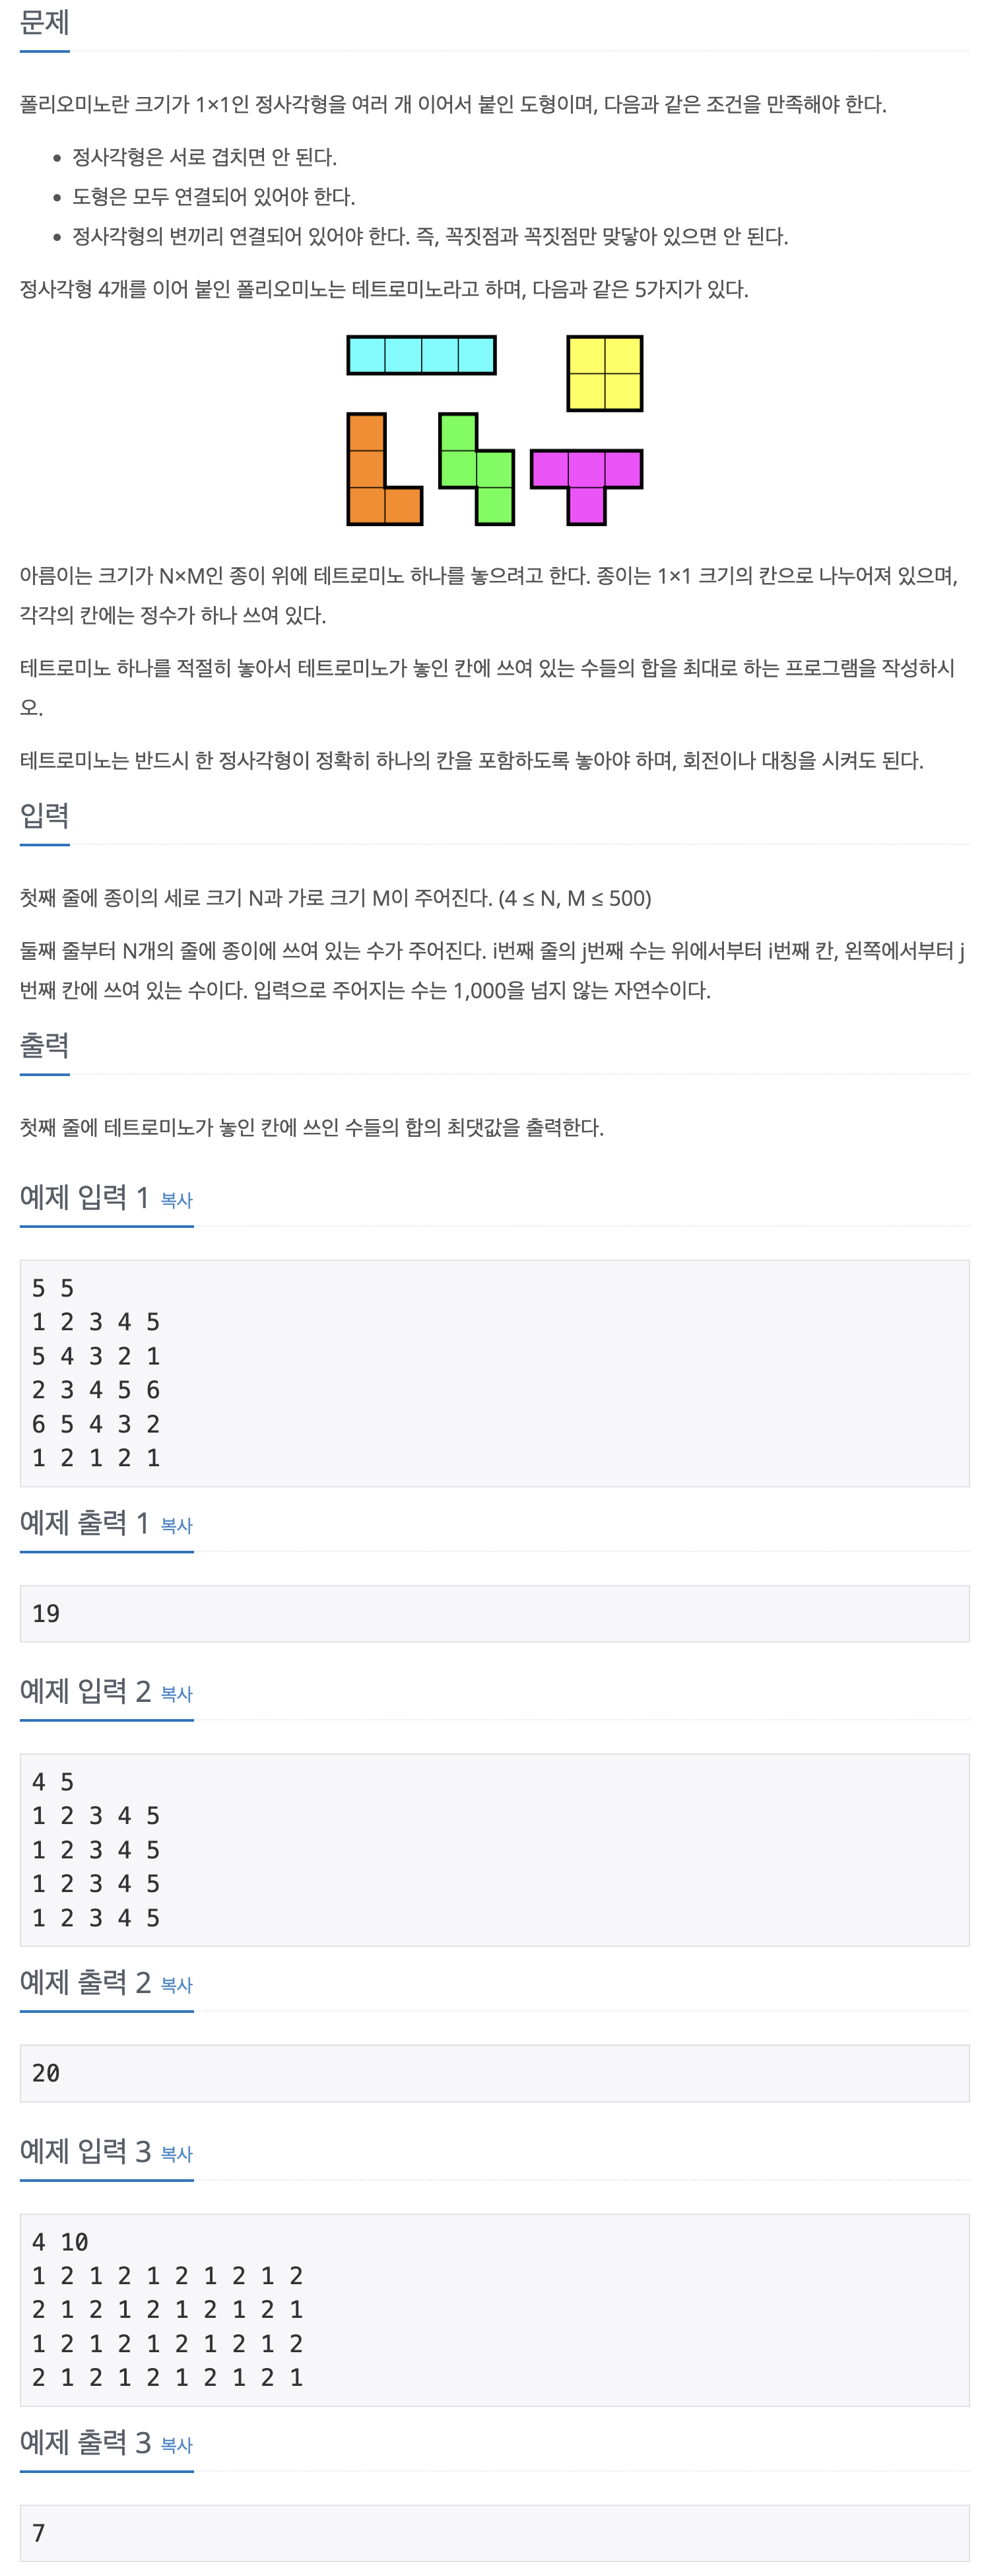 문제
폴리오미노란 크기가 1×1인 정사각형을 여러 개 이어서 붙인 도형이며, 다음과 같은 조건을 만족해야 한다.
• 정사각형은 서로 겹치면 안 된다.
• 도형은 모두 연결되어 있어야 한다.
• 정사각형의 변끼리 연결되어 있어야 한다. 즉, 꼭짓점과 꼭짓점만 맞닿아 있으면 안 된다.
정사각형 4개를 이어 붙인 폴리오미노는 테트로미노라고 하며, 다음과 같은 5가지가 있다.
아름이는 크기가 N×M인 종이 위에 테트로미노 하나를 놓으려고 한다. 종이는 1×1 크기의 칸으로 나누어져 있으며,
각각의 칸에는 정수가 하나 쓰여 있다.
테트로미노 하나를 적절히 놓아서 테트로미노가 놓인 칸에 쓰여 있는 수들의 합을 최대로 하는 프로그램을 작성하시
오.
테트로미노는 반드시 한 정사각형이 정확히 하나의 칸을 포함하도록 놓아야 하며, 회전이나 대칭을 시켜도 된다.
입력
첫째 줄에 종이의 세로 크기 N과 가로 크기 M이 주어진다. (4 ≤ N, M ≤ 500)
둘째 줄부터 N개의 줄에 종이에 쓰여 있는 수가 주어진다. i번째 줄의 j번째 수는 위에서부터 i번째 칸, 왼쪽에서부터 j
번째 칸에 쓰여 있는 수이다. 입력으로 주어지는 수는 1,000을 넘지 않는 자연수이다.
출력
첫째 줄에 테트로미노가 놓인 칸에 쓰인 수들의 합의 최댓값을 출력한다.
예제 입력 1 복사
5 5
1 2 3 4 5
5 4 3 2 1
2 3 4 5 6
6 5 4 3 2
1 2 1 2 1
예제 출력 1 복사
19
예제 입력 2 복사
4 5
1 2 3 4 5
1 2 3 4 5
1 2 3 4 5
1 2 3 4 5
예제 출력 2 복사
20
예제 입력 3 복사
4 10
1 2 1 2 1 2 1 2 1 2
2 1 2 1 2 1 2 1 2 1
1 2 1 2 1 2 1 2 1 2
2 1 2 1 2 1 2 1 2 1
예제 출력 3 복사
7